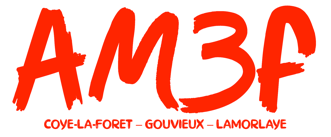 AM3F
COYE-LA-FORET – GOUVIEUX – LAMORLAYE